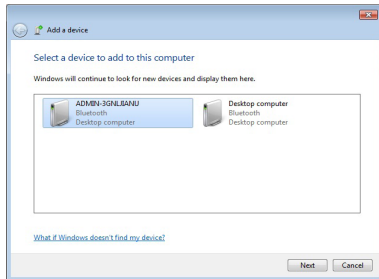 Add a device
Select a device to add to this computer
Windows will continue to look for new devices and display them here.
ADMIN-3GNLJIANU
Bluetooth
Desktop computer
Desktop computer
Bluetooth
Desktop computer
What if Windows doesn't find my device?
Next
Cancel